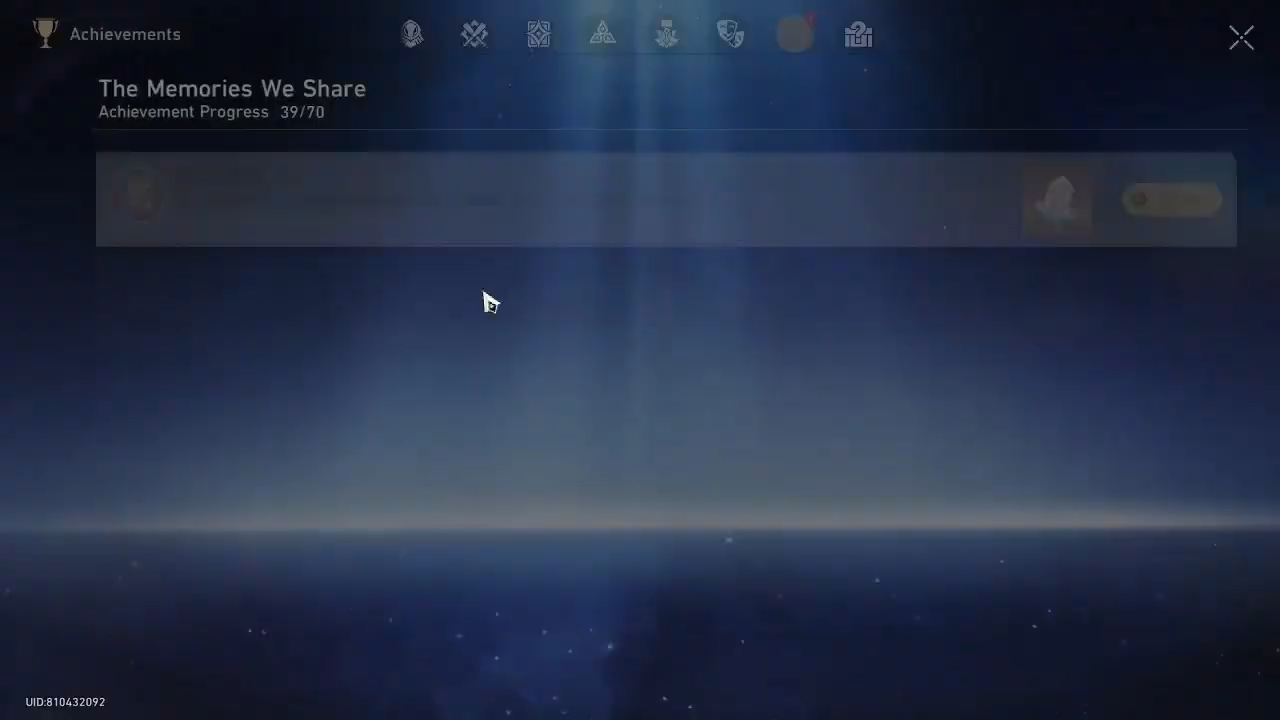 Achievements
The Memories We Share
Achievement Progress 39/70
UID:810432092